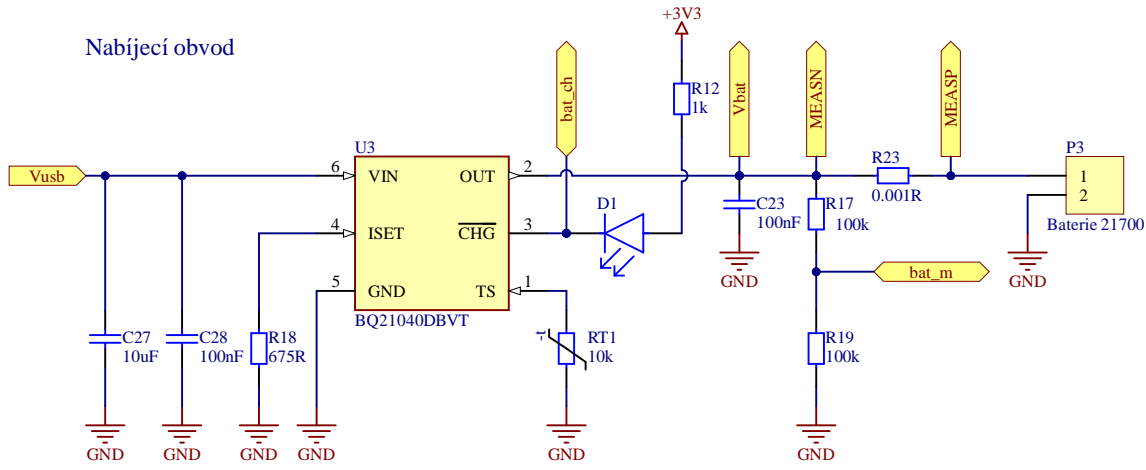 Nabíjecí obvod
+3V3
R12
1k
bat_ch
Vbat
MEASN
MEASP
U3
Vusb
6
VIN
OUT
2
4
ISET
CHG
3
5
GND
TS
1
BQ21040DBVT
D1
R23
0.001R
P3
1
2
Baterie 21700
C23
100nF
GND
R17
100k
GND
bat_m
C27
10uF
C28
100nF
R18
675R
-t
RT1
10k
R19
100k
GND
GND
GND
GND
GND
GND